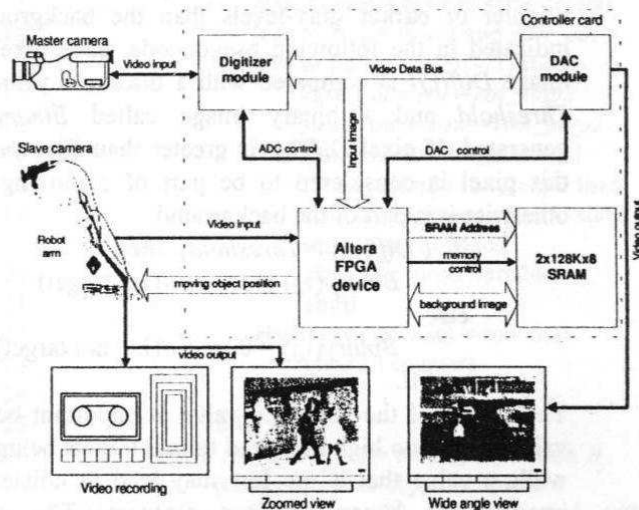 Controller card
Master camera
Video input
Digitizer module
Video Data Bus
DAC module
Slave camera
ADC control
Input image
DAC control
Video output
Video input
Robot arm
Altera FPGA device
SRAM Address
memory control
2x128Kx8 SRAM
moving object position
background image
video output
Video recording
Zoomed view
Wide angle view